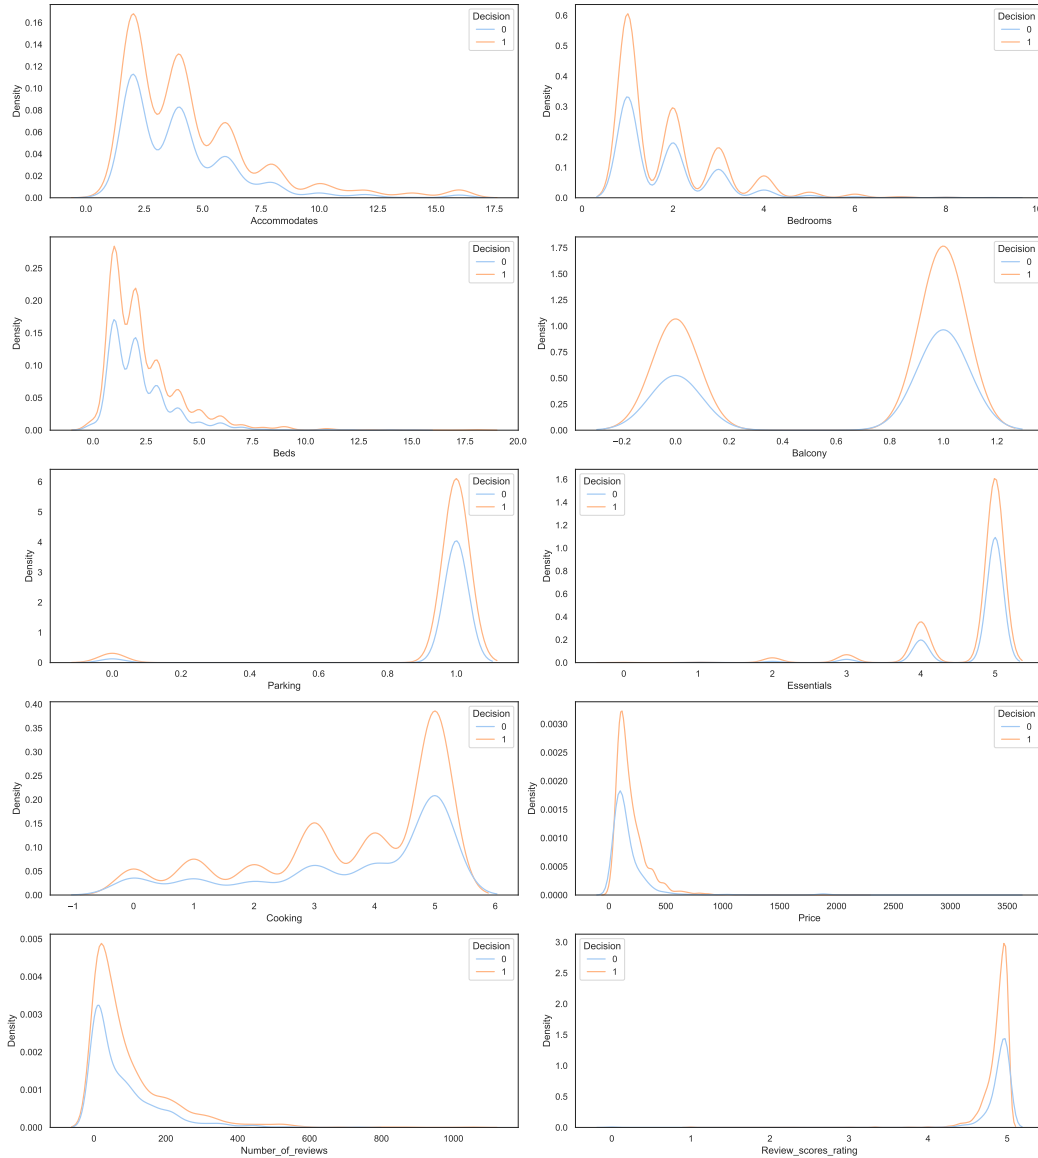 Decision
0
1
0.16
0.14
0.12
0.10
0.08
0.06
0.04
0.02
0.00
Density
0.0 2.5 5.0 7.5 10.0 12.5 15.0 17.5
Accommodates
Decision
0
1
0.6
0.5
0.4
0.3
0.2
0.1
0.0
Density
0 2 4 6 8 10
Bedrooms
Decision
0
1
0.25
0.20
0.15
0.10
0.05
0.00
Density
0.0 2.5 5.0 7.5 10.0 12.5 15.0 17.5 20.0
Beds
Decision
0
1
1.75
1.50
1.25
1.00
0.75
0.50
0.25
0.00
Density
−0.2 0.0 0.2 0.4 0.6 0.8 1.0 1.2
Balcony
Decision
0
1
6
5
4
3
2
1
0
Density
0.0 0.2 0.4 0.6 0.8 1.0
Parking
Decision
0
1
1.6
1.4
1.2
1.0
0.8
0.6
0.4
0.2
0.0
Density
0 1 2 3 4 5
Essentials
Decision
0
1
0.40
0.35
0.30
0.25
0.20
0.15
0.10
0.05
0.00
Density
−1 0 1 2 3 4 5 6
Cooking
Decision
0
1
0.0030
0.0025
0.0020
0.0015
0.0010
0.0005
0.0000
Density
0 500 1000 1500 2000 2500 3000 3500
Price
Decision
0
1
0.005
0.004
0.003
0.002
0.001
0.000
Density
0 200 400 600 800 1000
Number_of_reviews
Decision
0
1
3.0
2.5
2.0
1.5
1.0
0.5
0.0
Density
0 1 2 3 4 5
Review_scores_rating